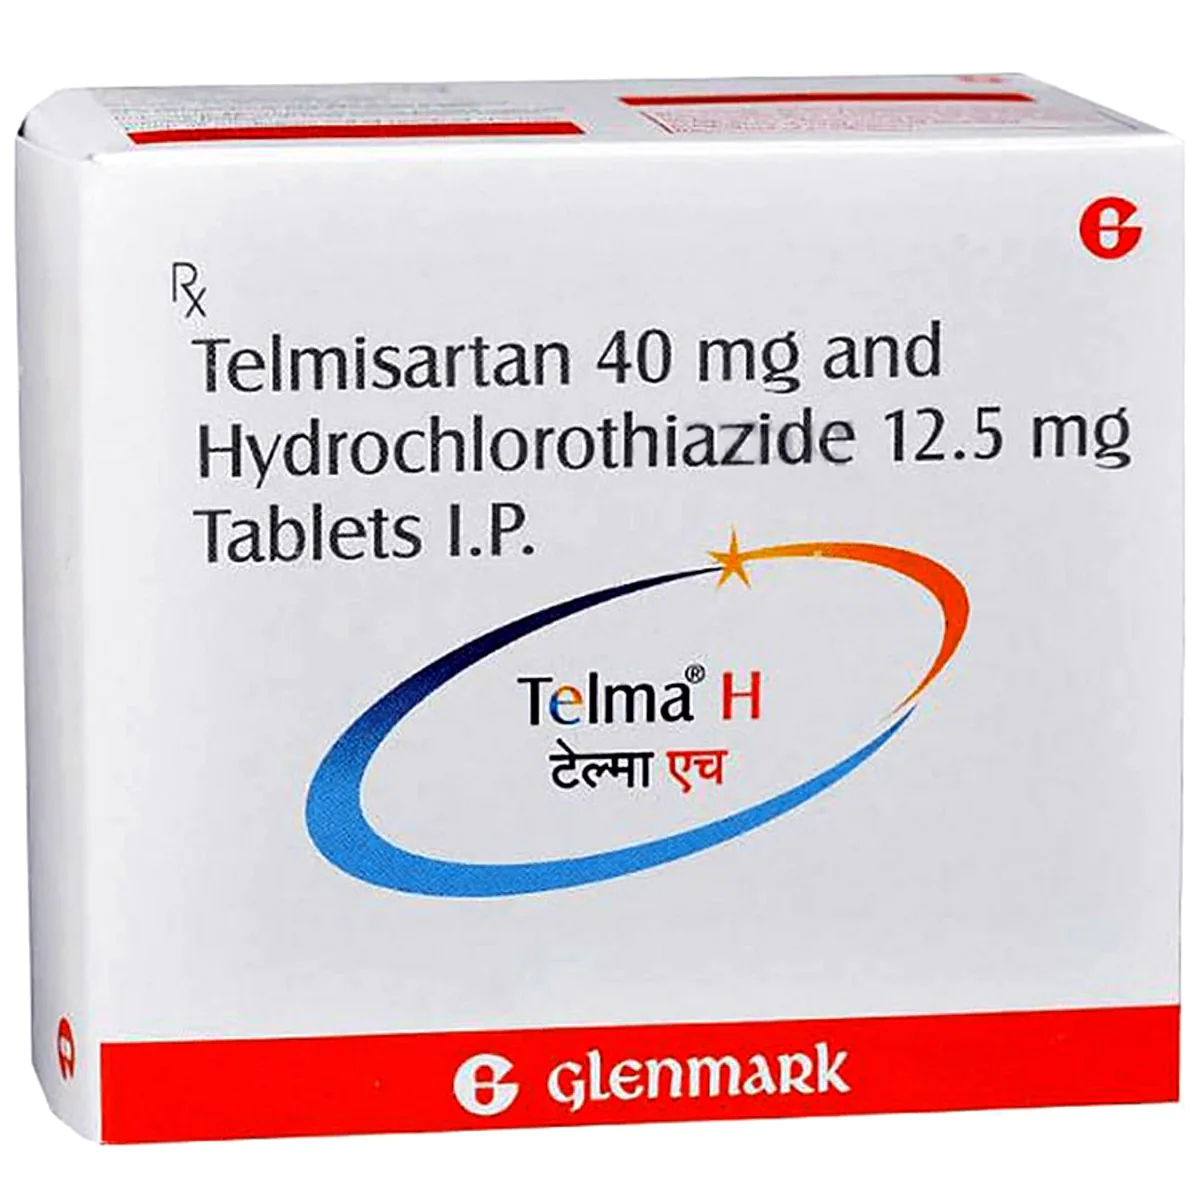 Rx
Telmisartan 40 mg and
Hydrochlorothiazide 12.5 mg
Tablets I.P.
Telma® H
टेल्मा एच
GLENMARK